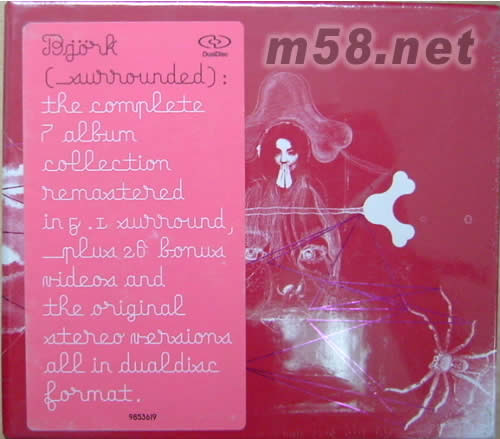 m58.net
Björk
DualDisc
(_surrounded):
the complete
7 album
collection
remastered
in 5.1 surround,
_plus 26 bonus
videos and
the original
stereo versions
all in dualdisc
format.
9853619